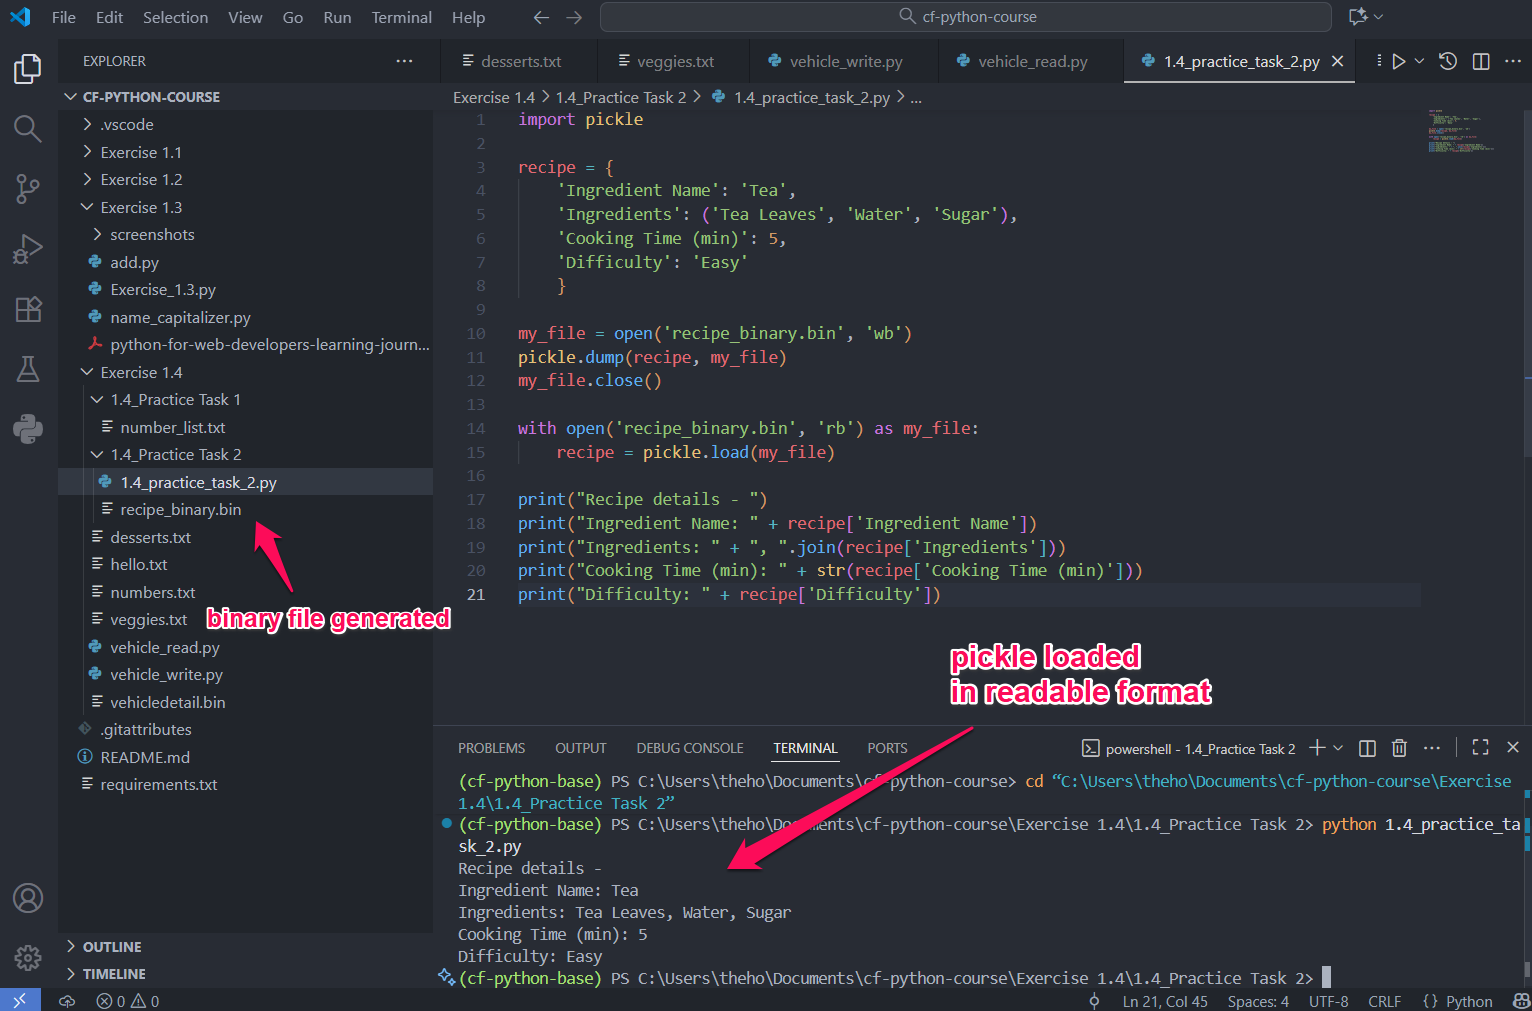 File Edit Selection View Go Run Terminal Help
cf-python-course
EXPLORER
desserts.txt
veggies.txt
vehicle_write.py
vehicle_read.py
1.4_practice_task_2.py
CF-PYTHON-COURSE
.vscode
Exercise 1.1
Exercise 1.2
Exercise 1.3
screenshots
add.py
Exercise_1.3.py
name_capitalizer.py
python-for-web-developers-learning-journ...
Exercise 1.4
1.4_Practice Task 1
number_list.txt
1.4_Practice Task 2
1.4_practice_task_2.py
recipe_binary.bin
desserts.txt
hello.txt
numbers.txt
veggies.txt
vehicle_read.py
vehicle_write.py
vehicledetail.bin
.gitattributes
README.md
requirements.txt
binary file generated
OUTLINE
TIMELINE
Exercise 1.4 > 1.4_Practice Task 2 > 1.4_practice_task_2.py > ...
1 import pickle
2
3 recipe = {
4 'Ingredient Name': 'Tea',
5 'Ingredients': ('Tea Leaves', 'Water', 'Sugar'),
6 'Cooking Time (min)': 5,
7 'Difficulty': 'Easy'
8 }
9
10 my_file = open('recipe_binary.bin', 'wb')
11 pickle.dump(recipe, my_file)
12 my_file.close()
13
14 with open('recipe_binary.bin', 'rb') as my_file:
15 recipe = pickle.load(my_file)
16
17 print("Recipe details - ")
18 print("Ingredient Name: " + recipe['Ingredient Name'])
19 print("Ingredients: " + ", ".join(recipe['Ingredients']))
20 print("Cooking Time (min): " + str(recipe['Cooking Time (min)']))
21 print("Difficulty: " + recipe['Difficulty'])
pickle loaded
in readable format
PROBLEMS OUTPUT DEBUG CONSOLE TERMINAL PORTS
powershell - 1.4_Practice Task 2
(cf-python-base) PS C:\Users\theho\Documents\cf-python-course> cd “C:\Users\theho\Documents\cf-python-course\Exercise
1.4\1.4_Practice Task 2”
(cf-python-base) PS C:\Users\theho\Documents\cf-python-course\Exercise 1.4\1.4_Practice Task 2> python 1.4_practice_ta
sk_2.py
Recipe details -
Ingredient Name: Tea
Ingredients: Tea Leaves, Water, Sugar
Cooking Time (min): 5
Difficulty: Easy
(cf-python-base) PS C:\Users\theho\Documents\cf-python-course\Exercise 1.4\1.4_Practice Task 2>
0 0
Ln 21, Col 45 Spaces: 4 UTF-8 CRLF {} Python